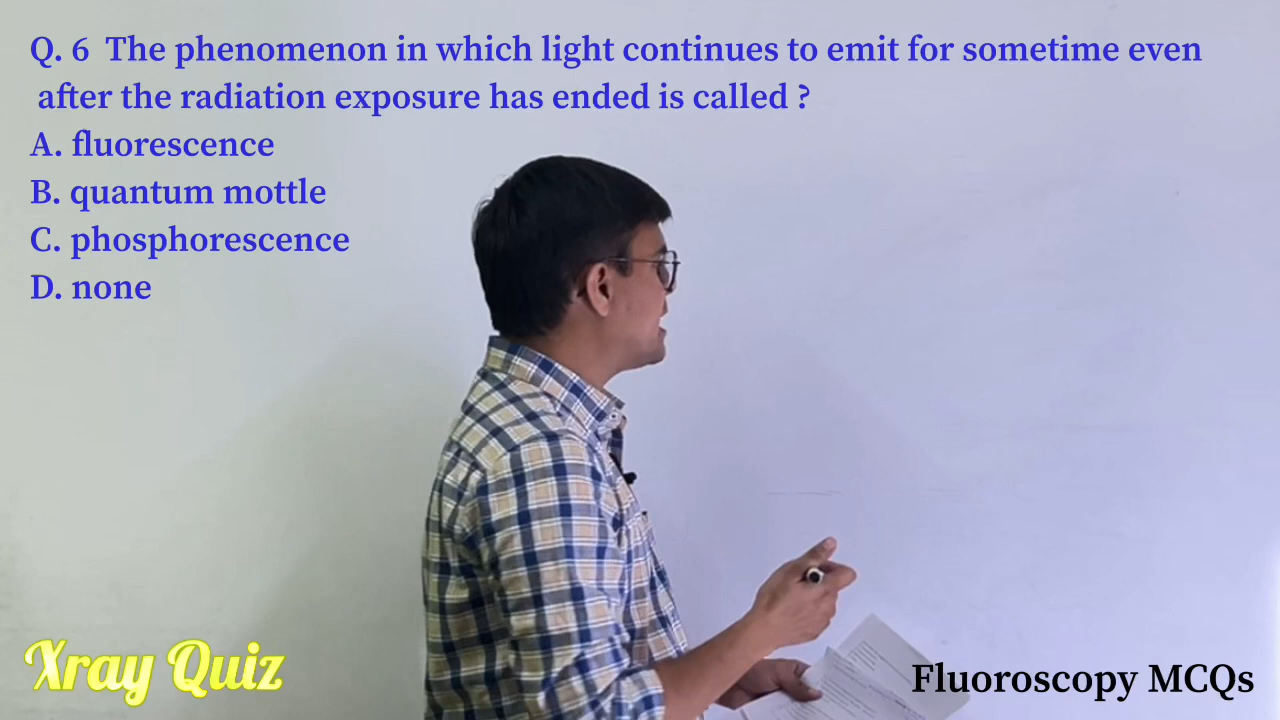 Q. 6 The phenomenon in which light continues to emit for sometime even
after the radiation exposure has ended is called ?
A. fluorescence
B. quantum mottle
C. phosphorescence
D. none
Xray Quiz
Fluoroscopy MCQs